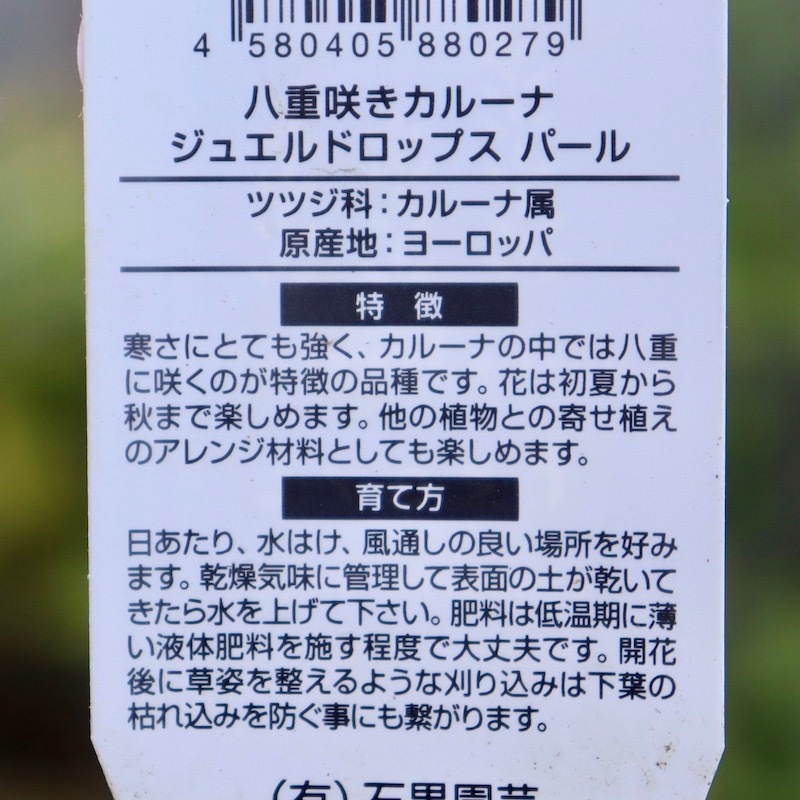 4 580405 880279
八重咲きカルーナ
ジュエルドロップス パール
ツツジ科：カルーナ属
原産地：ヨーロッパ
特 徴
寒さにとても強く、カルーナの中では八重
に咲くのが特徴の品種です。花は初夏から
秋まで楽しめます。他の植物との寄せ植え
のアレンジ材料としても楽しめます。
育て方
日あたり、水はけ、風通しの良い場所を好み
ます。乾燥気味に管理して表面の土が乾いて
きたら水を上げて下さい。肥料は低温期に薄
い液体肥料を施す程度で大丈夫です。開花
後に草姿を整えるような刈り込みは下葉の
枯れ込みを防ぐ事にも繋がります。
(有)